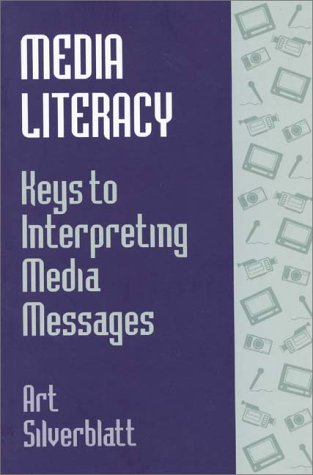 MEDIA
LITERACY
Keys to
Interpreting
Media
Messages
Art
Silverblatt